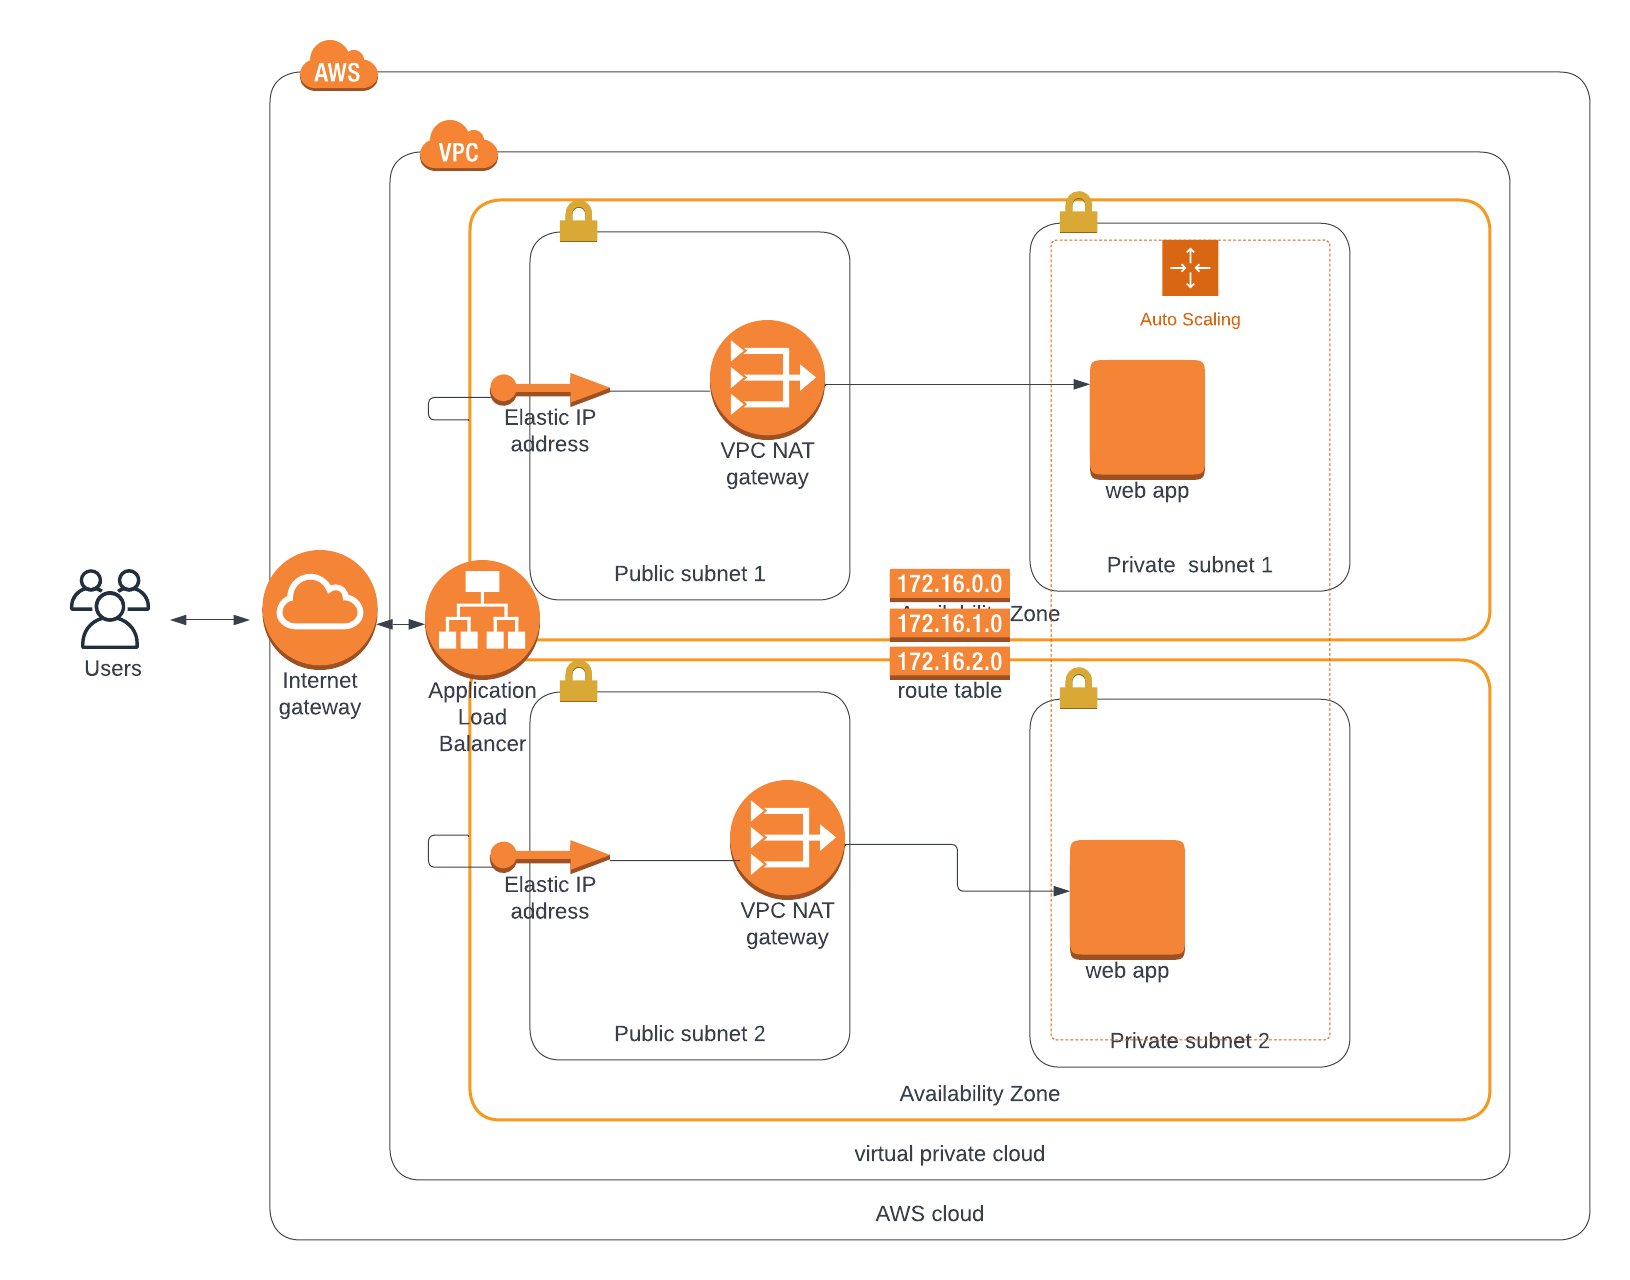 AWS
VPC
Auto Scaling
Elastic IP
address
VPC NAT
gateway
web app
Public subnet 1
Private  subnet 1
172.16.0.0
Availability Zone
172.16.1.0
172.16.2.0
route table
Users
Internet
gateway
Application
Load
Balancer
Elastic IP
address
VPC NAT
gateway
web app
Public subnet 2
Private subnet 2
Availability Zone
virtual private cloud
AWS cloud